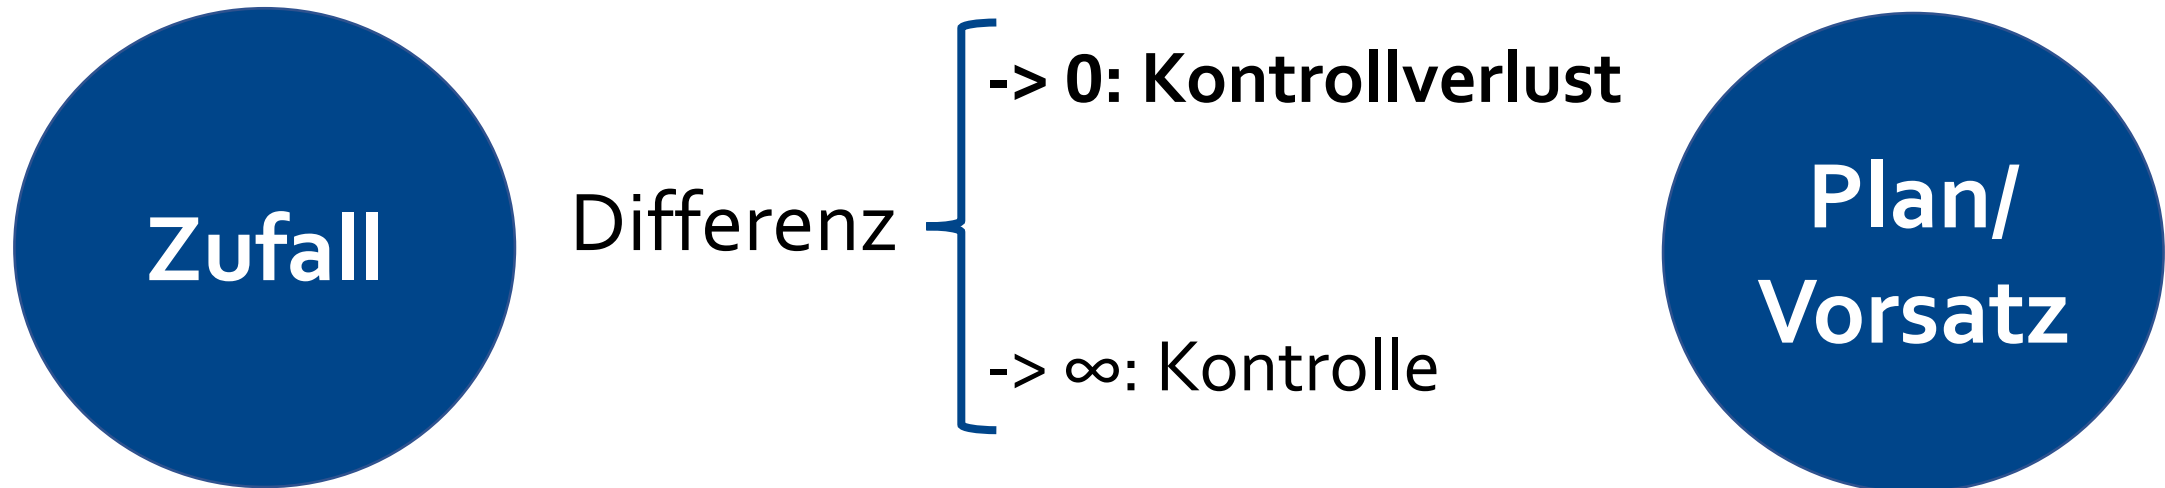 Zufall
Differenz
-> 0: Kontrollverlust
-> ∞: Kontrolle
Plan/
Vorsatz